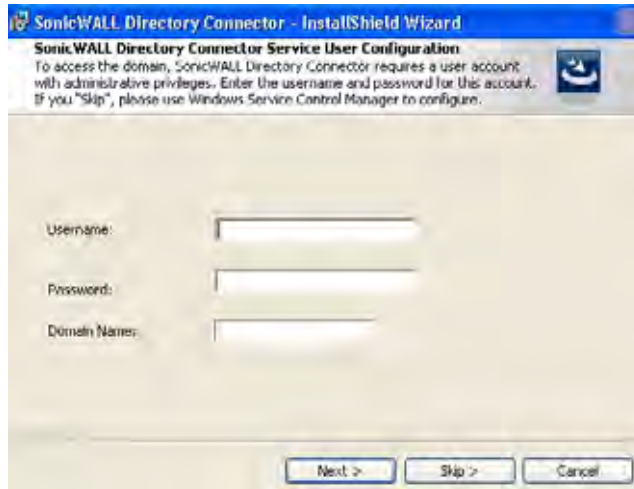 SonicWALL Directory Connector - InstallShield Wizard
SonicWALL Directory Connector Service User Configuration
To access the domain, SonicWALL Directory Connector requires a user account
with administrative privileges. Enter the username and password for this account.
If you "Skip", please use Windows Service Control Manager to configure.
Username:
Password:
Domain Name:
Next >
Skip >
Cancel